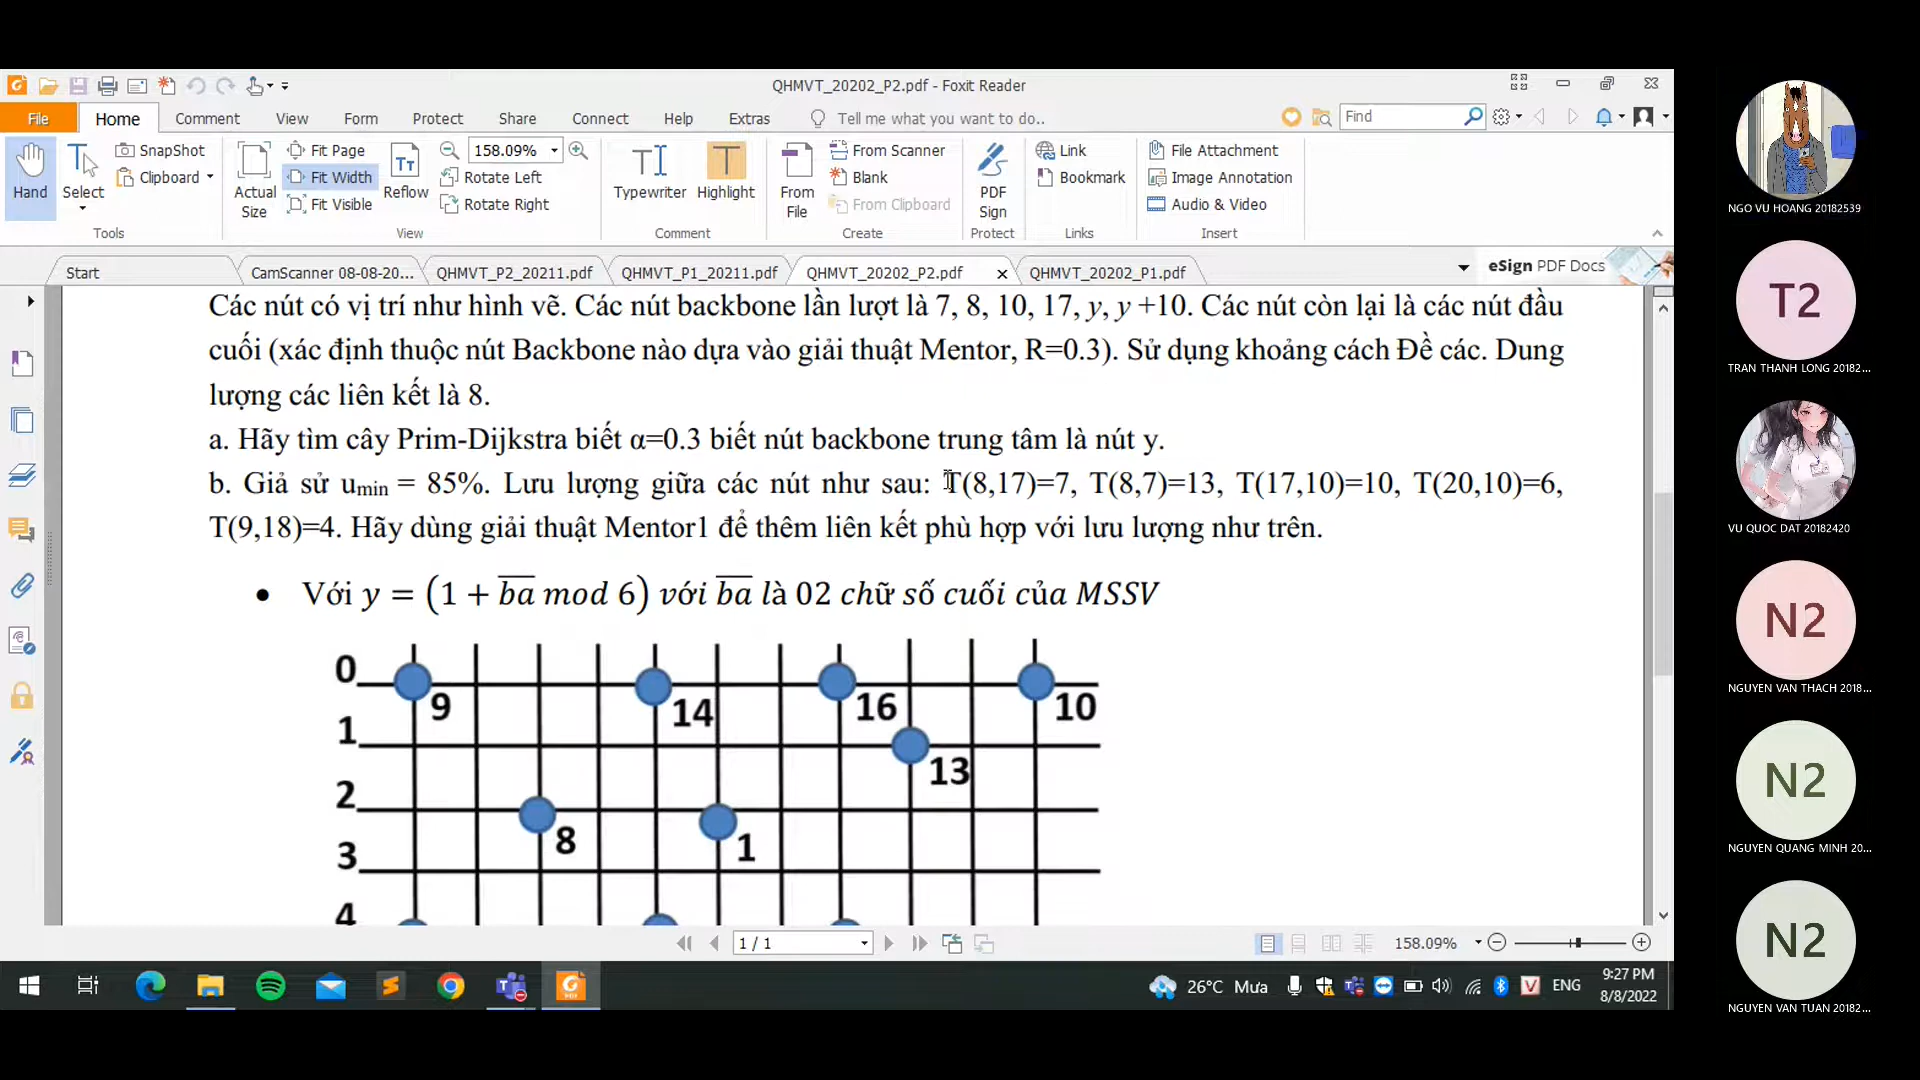 QHMVT_20202_P2.pdf - Foxit Reader
File Home Comment View Form Protect Share Connect Help Extras Tell me what you want to do.. Find
Hand
Select
SnapShot
Clipboard
Tools
Actual Size
Fit Page
Fit Width
Fit Visible
Reflow
158.09%
Rotate Left
Rotate Right
View
Typewriter
Highlight
Comment
From File
From Scanner
Blank
From Clipboard
Create
PDF Sign
Protect
Link
Bookmark
Links
File Attachment
Image Annotation
Audio & Video
Insert
Start CamScanner 08-08-20... QHMVT_P2_20211.pdf QHMVT_P1_20211.pdf QHMVT_20202_P2.pdf QHMVT_20202_P1.pdf eSign PDF Docs
Các nút có vị trí như hình vẽ. Các nút backbone lần lượt là 7, 8, 10, 17, y, y +10. Các nút còn lại là các nút đầu
cuối (xác định thuộc nút Backbone nào dựa vào giải thuật Mentor, R=0.3). Sử dụng khoảng cách Đề các. Dung
lượng các liên kết là 8.
a. Hãy tìm cây Prim-Dijkstra biết α=0.3 biết nút backbone trung tâm là nút y.
b. Giả sử umin = 85%. Lưu lượng giữa các nút như sau: T(8,17)=7, T(8,7)=13, T(17,10)=10, T(20,10)=6,
T(9,18)=4. Hãy dùng giải thuật Mentor1 để thêm liên kết phù hợp với lưu lượng như trên.
• Với y = (1 + ba mod 6) với ba là 02 chữ số cuối của MSSV
0
9
14
16
10
1
13
2
8
1
3
4
1 / 1
158.09%
26°C Mưa
ENG
9:27 PM
8/8/2022
NGO VU HOANG 20182539
T2
TRAN THANH LONG 20182...
VU QUOC DAT 20182420
N2
NGUYEN VAN THACH 2018...
N2
NGUYEN QUANG MINH 20...
N2
NGUYEN VAN TUAN 20182...